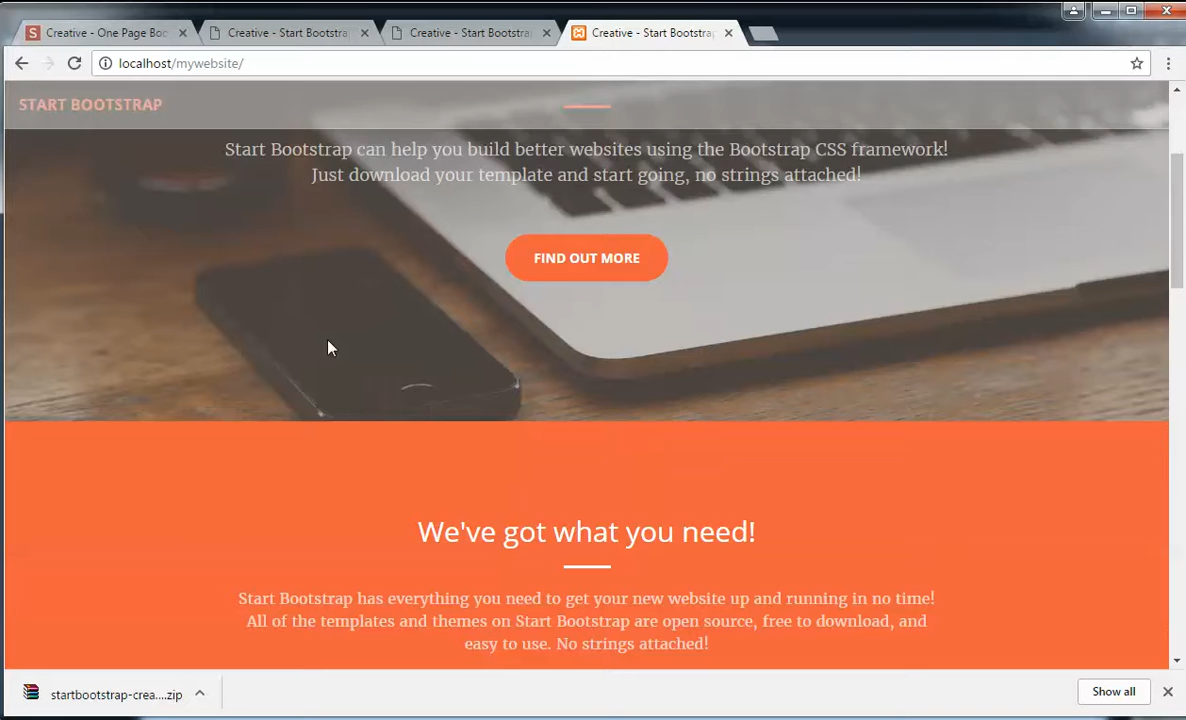 Creative - One Page Boo
Creative - Start Bootstra
Creative - Start Bootstra
Creative - Start Bootstra
localhost/mywebsite/
START BOOTSTRAP
Start Bootstrap can help you build better websites using the Bootstrap CSS framework!
Just download your template and start going, no strings attached!
FIND OUT MORE
We've got what you need!
Start Bootstrap has everything you need to get your new website up and running in no time!
All of the templates and themes on Start Bootstrap are open source, free to download, and
easy to use. No strings attached!
startbootstrap-crea....zip
Show all